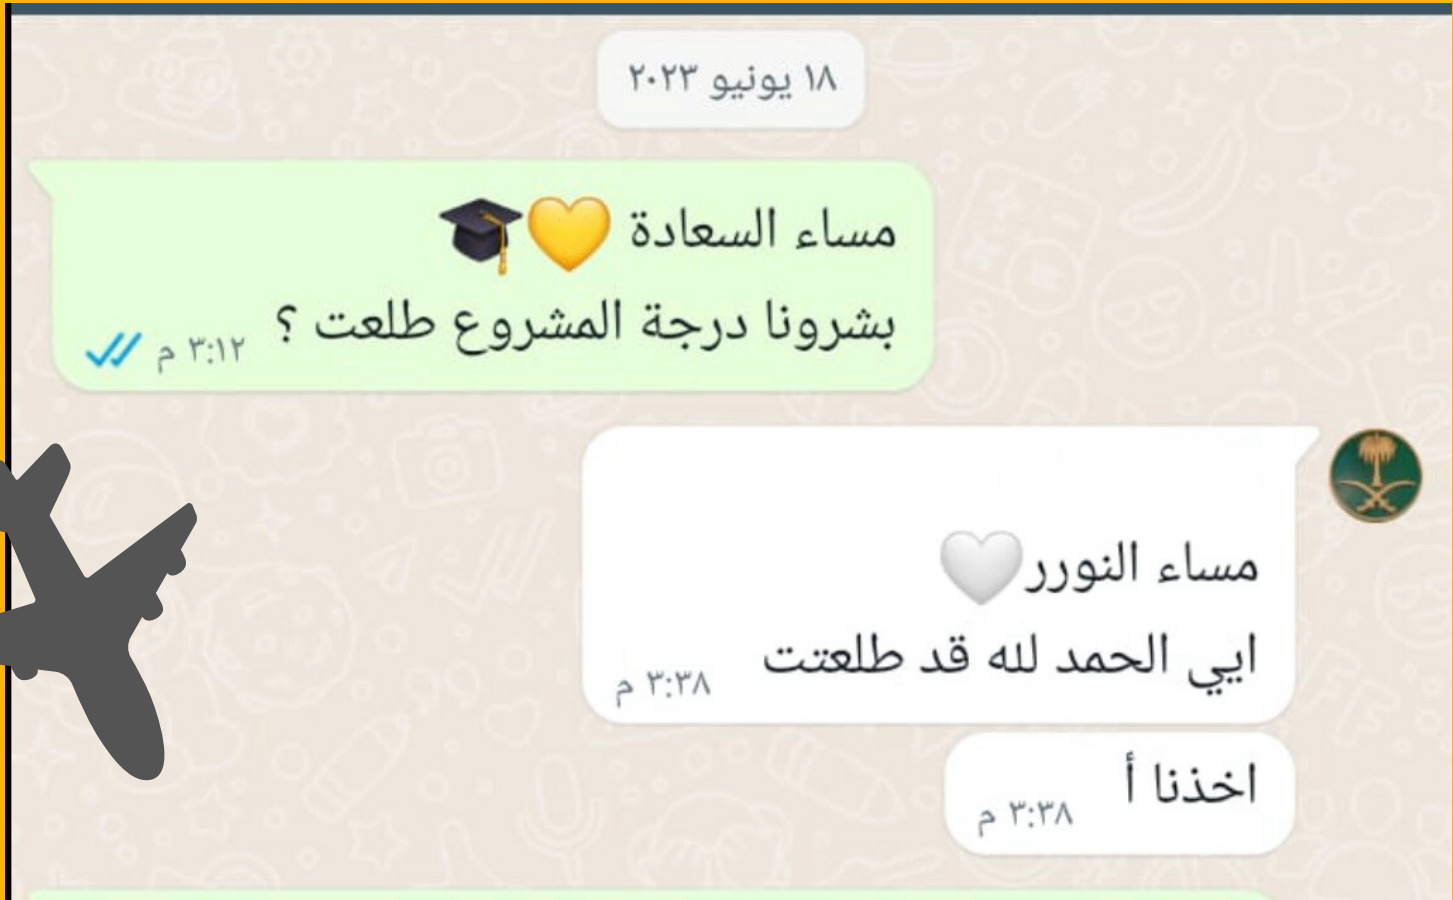 ١٨ يونيو ٢٠٢٣
مساء السعادة 💛🎓
بشرونا درجة المشروع طلعت ؟
٣:١٢ م
مساء النورر🤍
ايي الحمد لله قد طلعتت
٣:٣٨ م
اخذنا أ
٣:٣٨ م